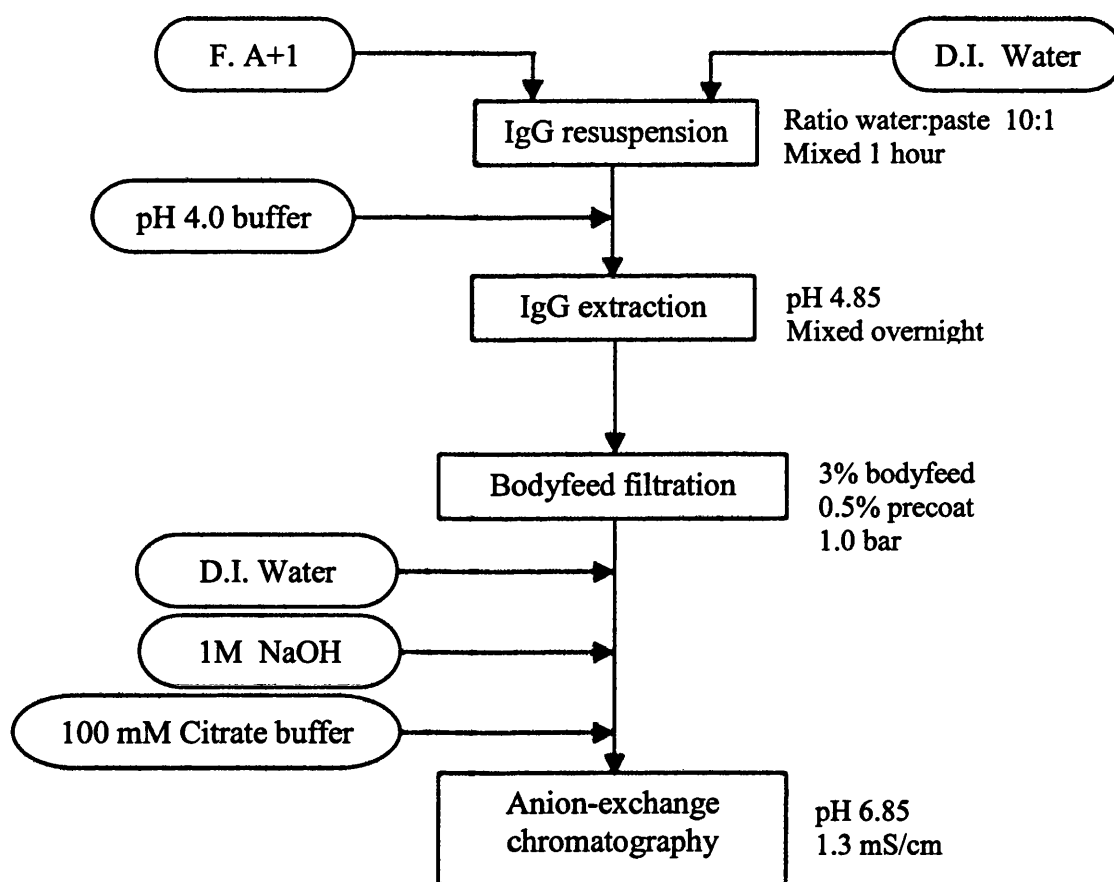 F. A+1
D.I. Water
IgG resuspension
Ratio water:paste 10:1
Mixed 1 hour
pH 4.0 buffer
IgG extraction
pH 4.85
Mixed overnight
Bodyfeed filtration
3% bodyfeed
0.5% precoat
1.0 bar
D.I. Water
1M NaOH
100 mM Citrate buffer
Anion-exchange
chromatography
pH 6.85
1.3 mS/cm